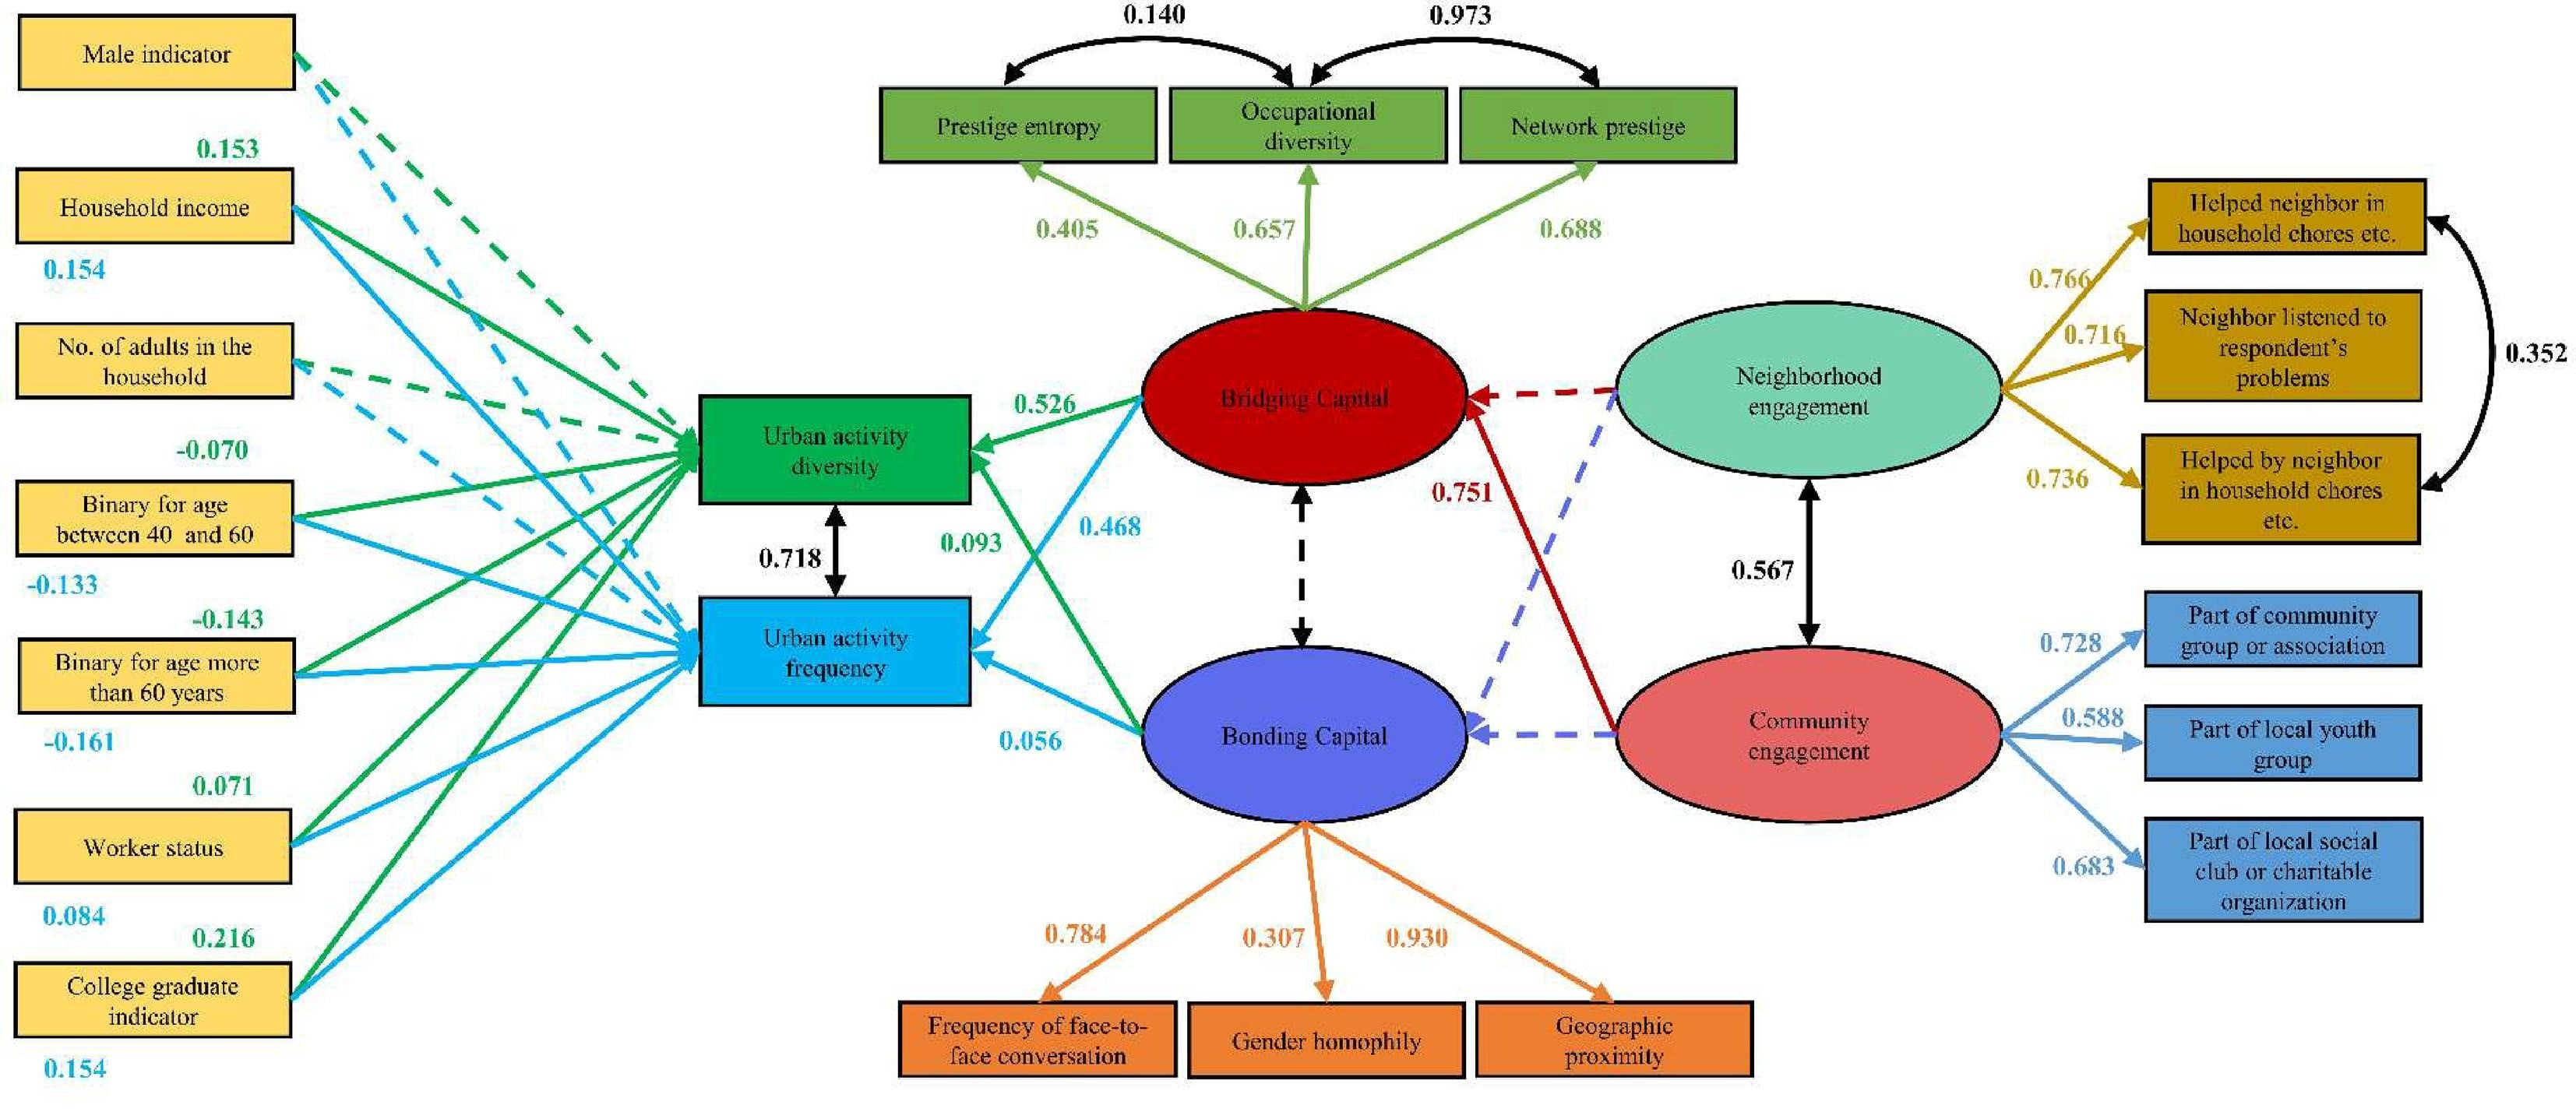 0.140
0.973
Male indicator
Prestige entropy
Occupational
diversity
Network prestige
0.153
Household income
0.154
0.405
0.657
0.688
Helped neighbor in
household chores etc.
0.766
0.716
Neighbor listened to
respondent's
problems
0.352
0.736
Helped by neighbor
in household chores
etc.
No. of adults in the
household
-0.070
Binary for age
between 40 and 60
-0.133
-0.143
Binary for age more
than 60 years
-0.161
0.071
Worker status
0.084
0.216
College graduate
indicator
0.154
Urban activity
diversity
0.718
Urban activity
frequency
0.526
0.093
0.468
0.056
Bridging Capital
Bonding Capital
0.751
Neighborhood
engagement
0.567
Community
engagement
0.728
Part of community
group or association
0.588
Part of local youth
group
0.683
Part of local social
club or charitable
organization
0.784
0.307
0.930
Frequency of face-to-
face conversation
Gender homophily
Geographic
proximity